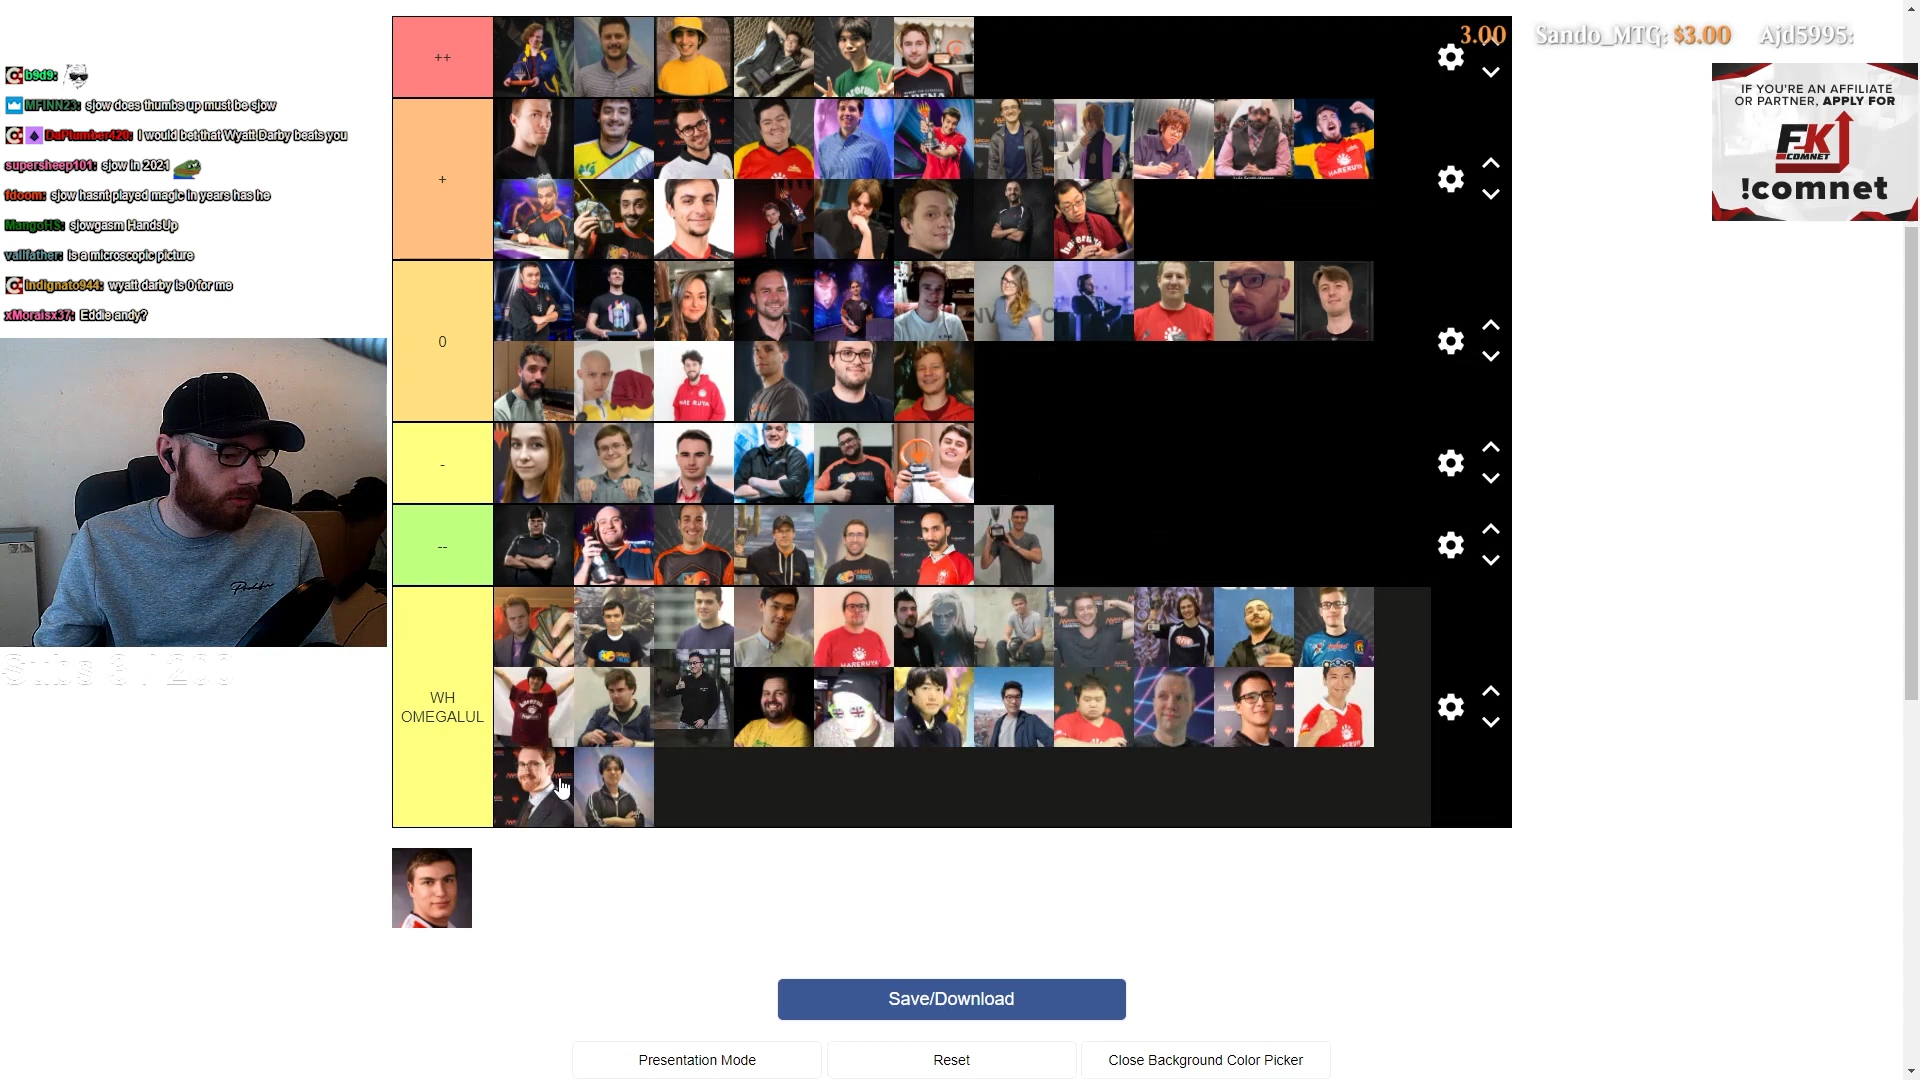 3.00 Sando_MTG: $3.00 Ajd5995:
b9d9:
MFINN23: sjow does thumbs up must be sjow
DuPlumber420: I would bet that Wyatt Darby beats you
supersheep101: sjow in 2021
fdoom: sjow hasnt played magic in years has he
MangoHS: sjowgasm HandsUp
vallfather: is a microscopic picture
Indignato944: wyatt darby is 0 for me
xMoralsx37: Eddie andy?
IF YOU'RE AN AFFILIATE
OR PARTNER, APPLY FOR
COMNET
!comnet
++
+
0
-
--
WH
OMEGALUL
HARERUYA
HARERUYA
Save/Download
Presentation Mode
Reset
Close Background Color Picker